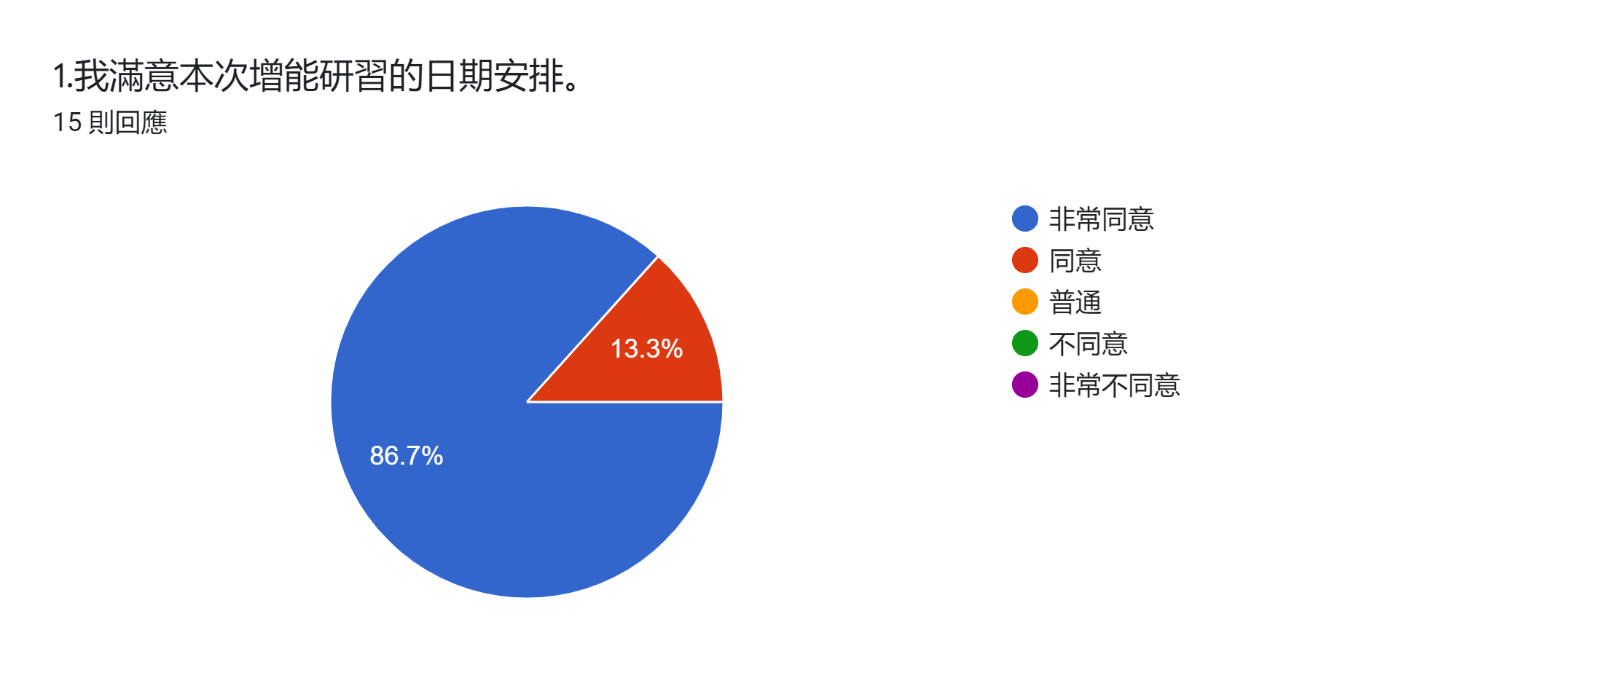 1.我滿意本次增能研習的日期安排。
15 則回應
非常同意
同意
普通
不同意
非常不同意
13.3%
86.7%